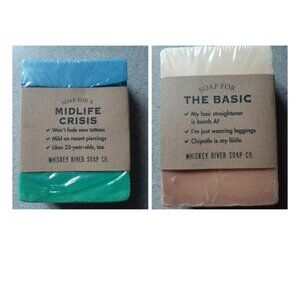 SOAP FOR A
MIDLIFE
CRISIS
✓ Won't fade new tattoos
✓ Mild on recent piercings
✓ Likes 22-year-olds, too
WHISKEY RIVER SOAP CO.
SOAP FOR
THE BASIC
✓ My hair straightener
is bomb AF
✓ I'm just wearing leggings
✓ Chipotle is my liiiife
WHISKEY RIVER SOAP CO.